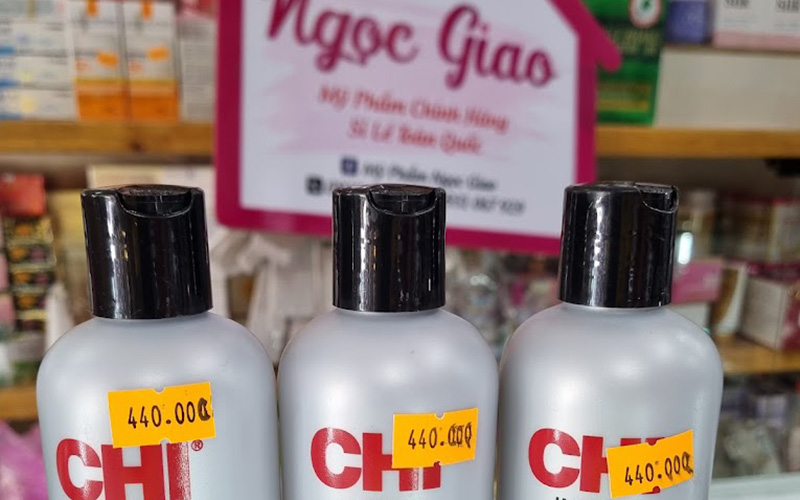 Ngọc Giao
Mỹ Phẩm Chính Hãng
Sỉ Lẻ Toàn Quốc
Mỹ Phẩm Ngọc Giao
440.000
CHI®
440.000
CHI
440.000
CHI